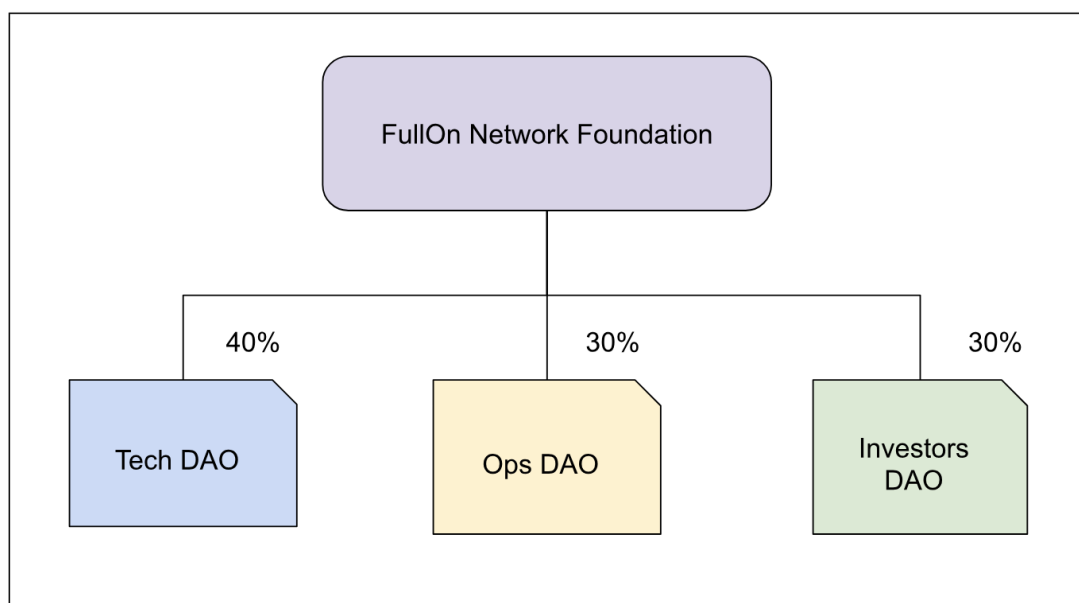 FullOn Network Foundation
40%
30%
30%
Tech DAO
Ops DAO
Investors
DAO